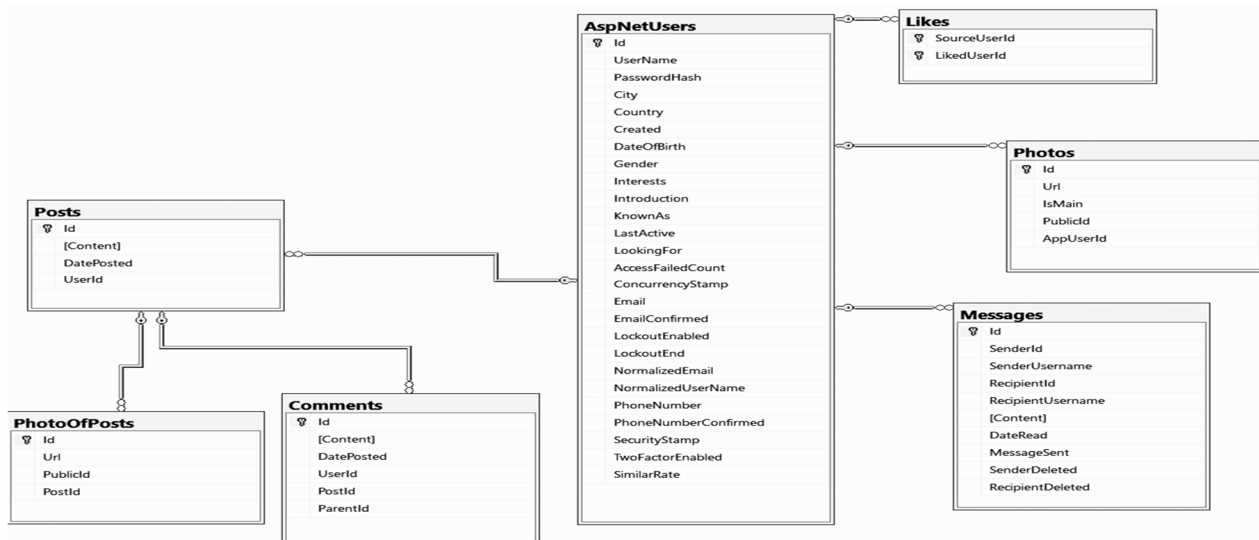 AspNetUsers
Id
UserName
PasswordHash
City
Country
Created
DateOfBirth
Gender
Interests
Introduction
KnownAs
LastActive
LookingFor
AccessFailedCount
ConcurrencyStamp
Email
EmailConfirmed
LockoutEnabled
LockoutEnd
NormalizedEmail
NormalizedUserName
PhoneNumber
PhoneNumberConfirmed
SecurityStamp
TwoFactorEnabled
SimilarRate
Likes
SourceUserId
LikedUserId
Photos
Id
Url
IsMain
PublicId
AppUserId
Messages
Id
SenderId
SenderUsername
RecipientId
RecipientUsername
[Content]
DateRead
MessageSent
SenderDeleted
RecipientDeleted
Posts
Id
[Content]
DatePosted
UserId
PhotoOfPosts
Id
Url
PublicId
PostId
Comments
Id
[Content]
DatePosted
UserId
PostId
ParentId